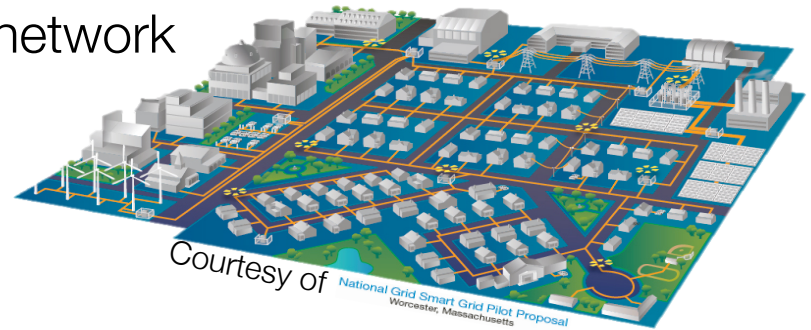 network
Courtesy of
National Grid Smart Grid Pilot Proposal
Worcester, Massachusetts